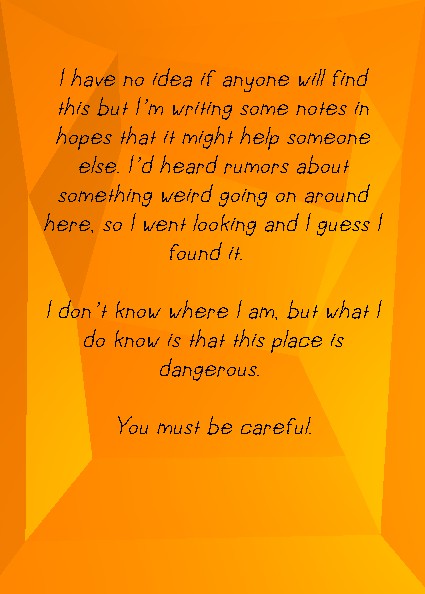 I have no idea if anyone will find
this but I'm writing some notes in
hopes that it might help someone
else. I'd heard rumors about
something weird going on around
here, so I went looking and I guess I
found it.
I don't know where I am, but what I
do know is that this place is
dangerous.
You must be careful.